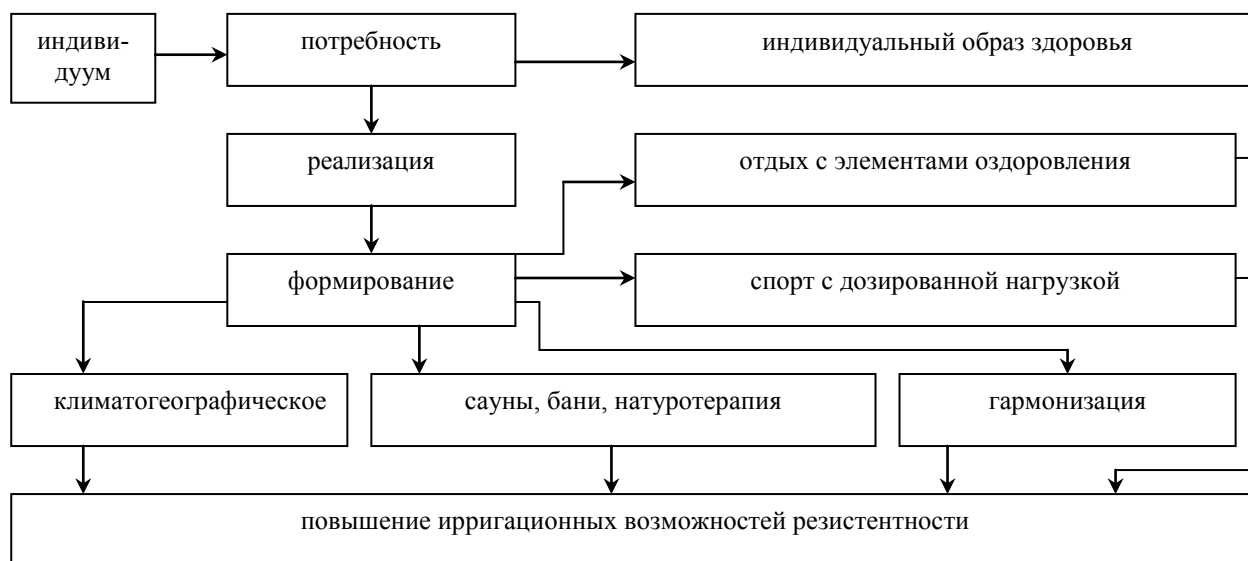 индиви-
дуум
потребность
индивидуальный образ здоровья
реализация
отдых с элементами оздоровления
формирование
спорт с дозированной нагрузкой
климатогеографическое
сауны, бани, натуротерапия
гармонизация
повышение ирригационных возможностей резистентности